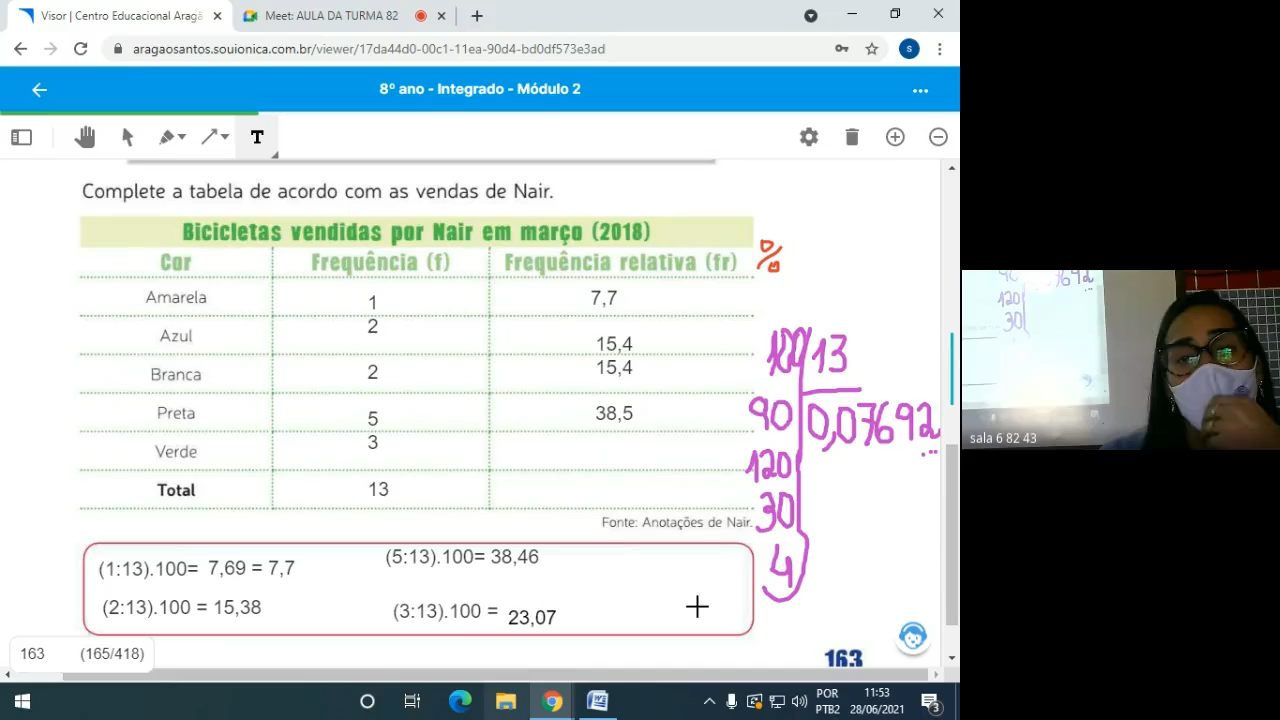 Visor | Centro Educacional Aragã
Meet: AULA DA TURMA 82
aragaosantos.souionica.com.br/viewer/17da44d0-00c1-11ea-90d4-bd0df573e3ad
S
8º ano - Integrado - Módulo 2
T
Complete a tabela de acordo com as vendas de Nair.
Bicicletas vendidas por Nair em março (2018)
%
Cor Frequência (f) Frequência relativa (fr)
Amarela 1 7,7
Azul 2 15,4
Branca 2 15,4
Preta 5 38,5
Verde 3
Total 13
Fonte: Anotações de Nair.
100 13
90 0,07692...
120
30
4
(1:13).100= 7,69 = 7,7 (5:13).100= 38,46
(2:13).100 = 15,38 (3:13).100 = 23,07
163 (165/418)
163
120
30
sala 6 82 43
POR 11:53
PTB2 28/06/2021
3